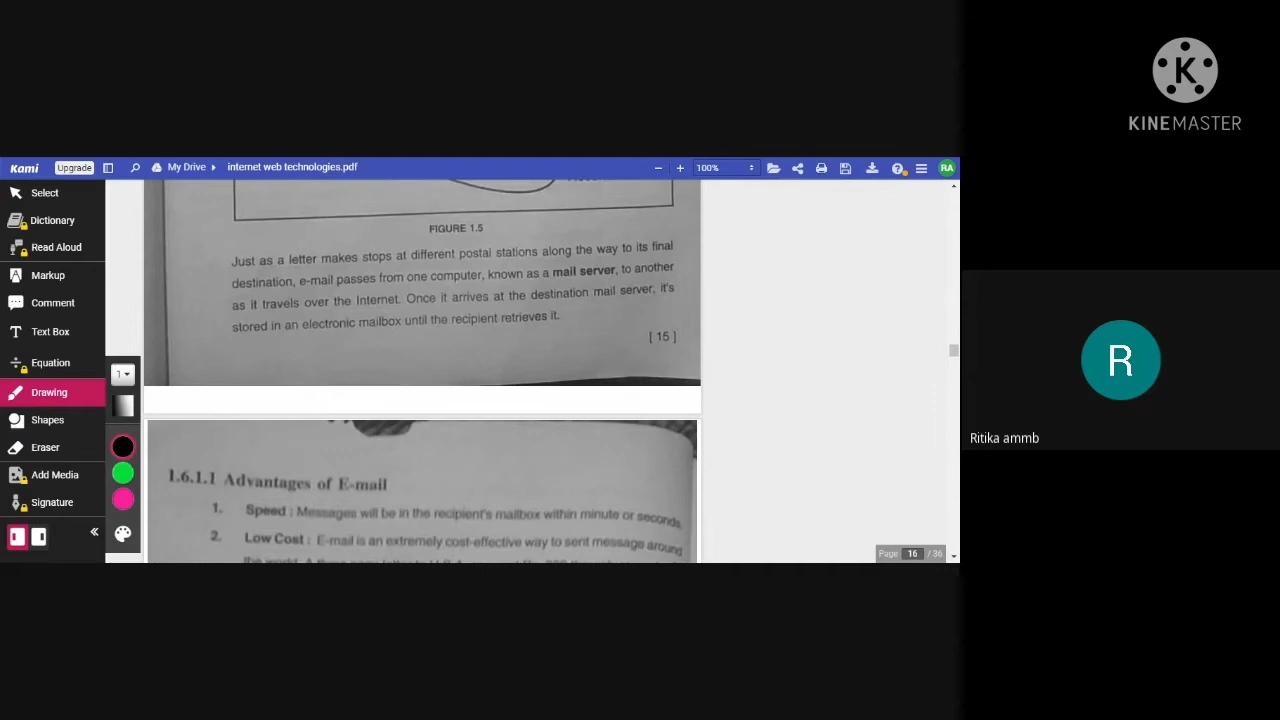 KINEMASTER
Kami Upgrade My Drive internet web technologies.pdf 100% RA
Select
Dictionary
Read Aloud
Markup
Comment
Text Box
Equation
Drawing
Shapes
Eraser
Add Media
Signature
1
FIGURE 1.5
Just as a letter makes stops at different postal stations along the way to its final
destination, e-mail passes from one computer, known as a mail server, to another
as it travels over the Internet. Once it arrives at the destination mail server, it's
stored in an electronic mailbox until the recipient retrieves it.
[ 15 ]
1.6.1.1 Advantages of E-mail
1. Speed : Messages will be in the recipient's mailbox within minute or seconds.
2. Low Cost : E-mail is an extremely cost-effective way to sent message around
the world. A
Page 16 / 36
R
Ritika ammb